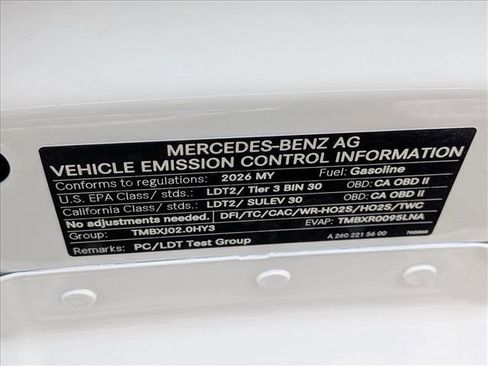 MERCEDES-BENZ AG
VEHICLE EMISSION CONTROL INFORMATION
Conforms to regulations: 2026 MY Fuel: Gasoline
U.S. EPA Class/ stds.: LDT2/ Tier 3 BIN 30 OBD: CA OBD II
California Class/ stds.: LDT2/ SULEV 30 OBD: CA OBD II
No adjustments needed. DFI/TC/CAC/WR-HO2S/HO2S/TWC
Group: TMBXJ02.0HY3 EVAP: TMBXR0095LNA
Remarks: PC/LDT Test Group A 260 221 56 00